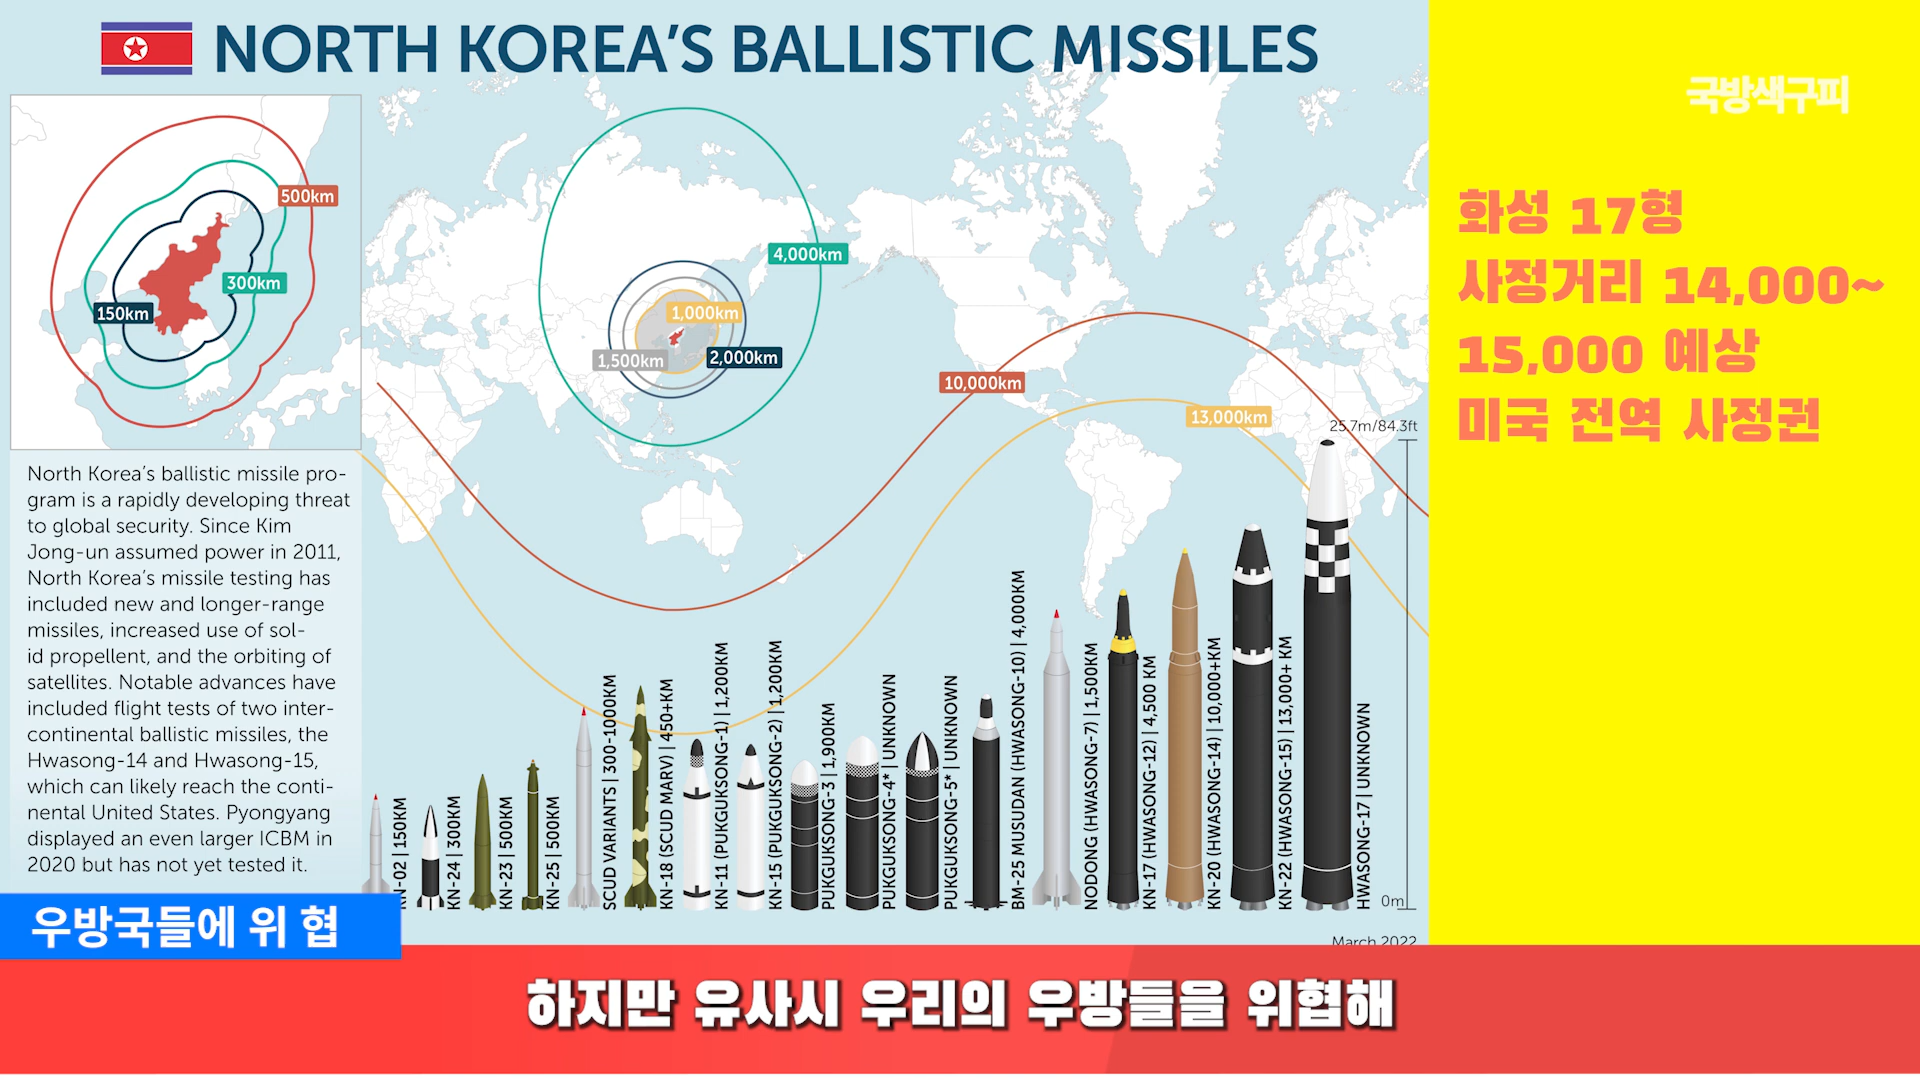 NORTH KOREA'S BALLISTIC MISSILES
국방색구피
화성 17형
사정거리 14,000~
15,000 예상
미국 전역 사정권
500km
300km
150km
4,000km
1,000km
1,500km
2,000km
10,000km
13,000km
25.7m/84.3ft
North Korea's ballistic missile pro-
gram is a rapidly developing threat
to global security. Since Kim
Jong-un assumed power in 2011,
North Korea's missile testing has
included new and longer-range
missiles, increased use of sol-
id propellent, and the orbiting of
satellites. Notable advances have
included flight tests of two inter-
continental ballistic missiles, the
Hwasong-14 and Hwasong-15,
which can likely reach the conti-
nental United States. Pyongyang
displayed an even larger ICBM in
2020 but has not yet tested it.
KN-02 | 150KM
KN-24 | 300KM
KN-23 | 500KM
KN-25 | 500KM
SCUD VARIANTS | 300-1000KM
KN-18 (SCUD MARV) | 450+KM
KN-11 (PUKGUKSONG-1) | 1,200KM
KN-15 (PUKGUKSONG-2) | 1,200KM
PUKGUKSONG-3 | 1,900KM
PUKGUKSONG-4* | UNKNOWN
PUKGUKSONG-5* | UNKNOWN
BM-25 MUSUDAN (HWASONG-10) | 4,000KM
NODONG (HWASONG-7) | 1,500KM
KN-17 (HWASONG-12) | 4,500 KM
KN-20 (HWASONG-14) | 10,000+KM
KN-22 (HWASONG-15) | 13,000+ KM
HWASONG-17 | UNKNOWN
0m
March 2022
우방국들에 위 협
하지만 유사시 우리의 우방들을 위협해